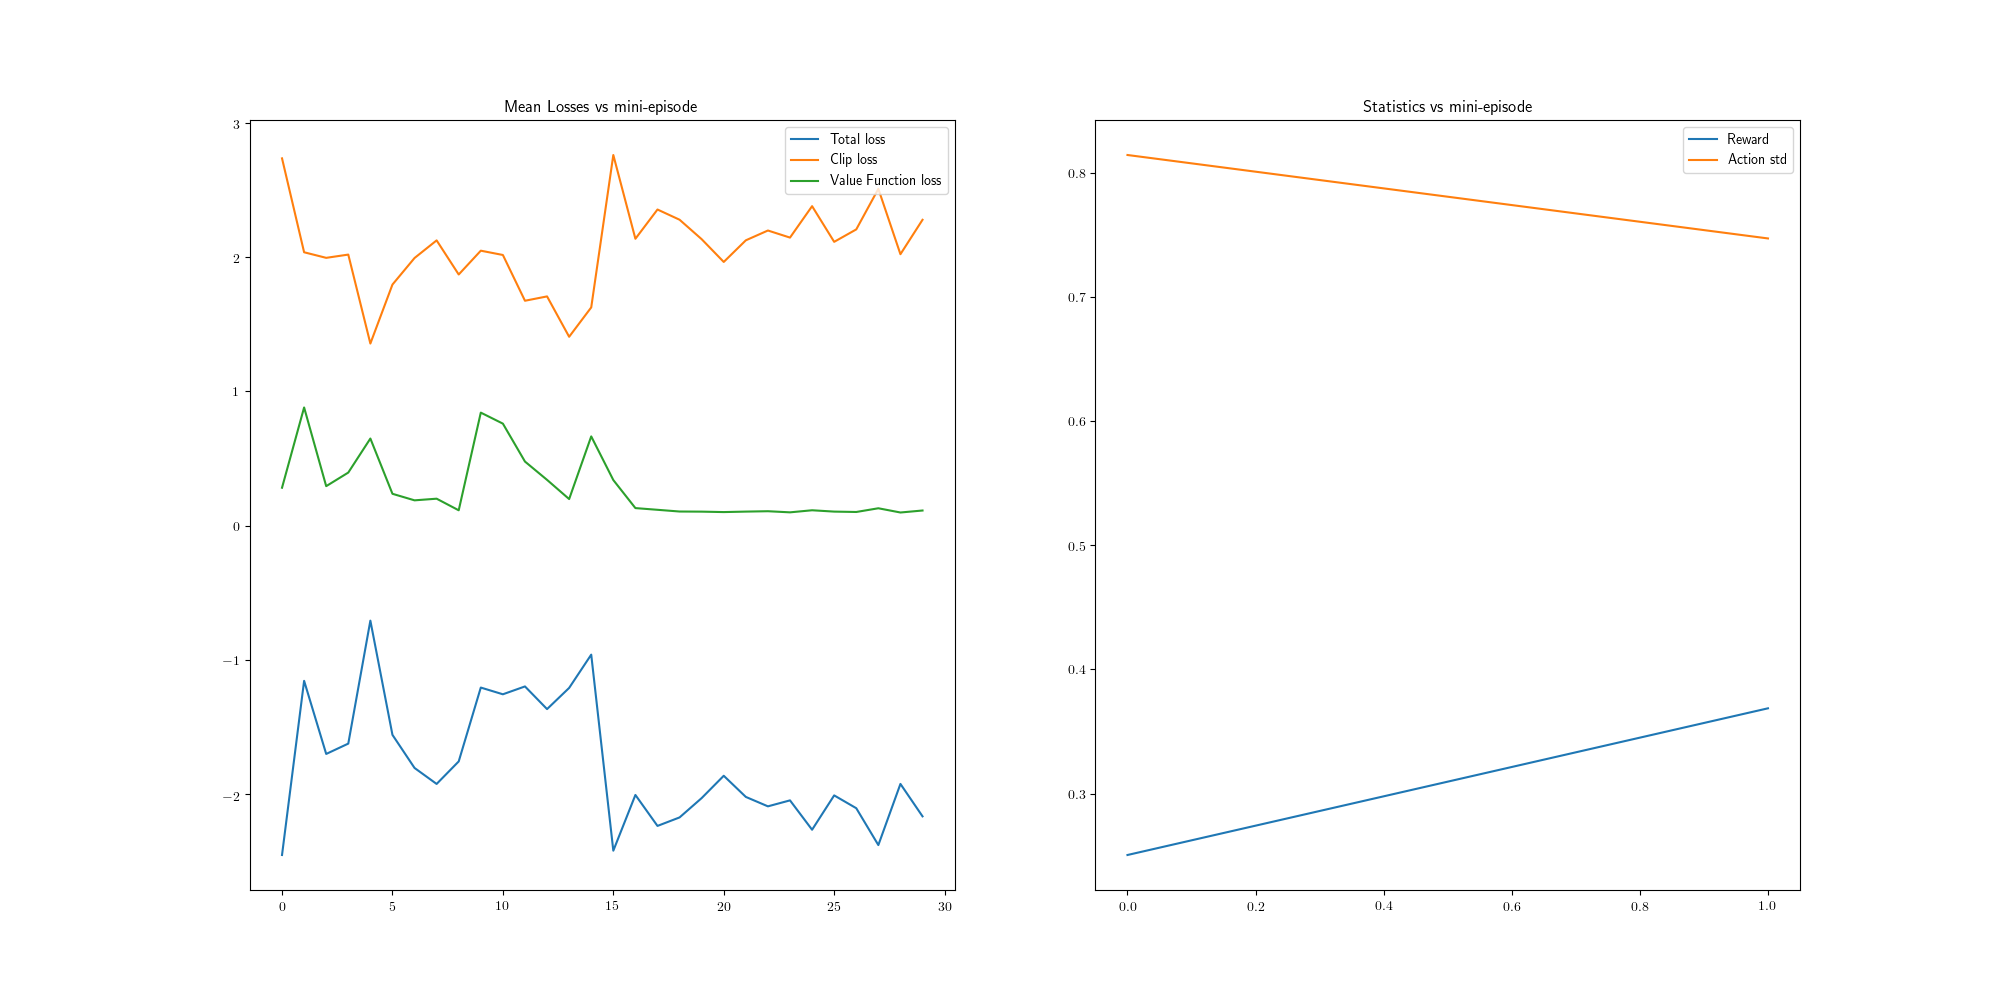 Mean Losses vs mini-episode
3
2
1
0
−1
−2
0 5 10 15 20 25 30
Total loss
Clip loss
Value Function loss
Statistics vs mini-episode
0.8
0.7
0.6
0.5
0.4
0.3
0.0 0.2 0.4 0.6 0.8 1.0
Reward
Action std